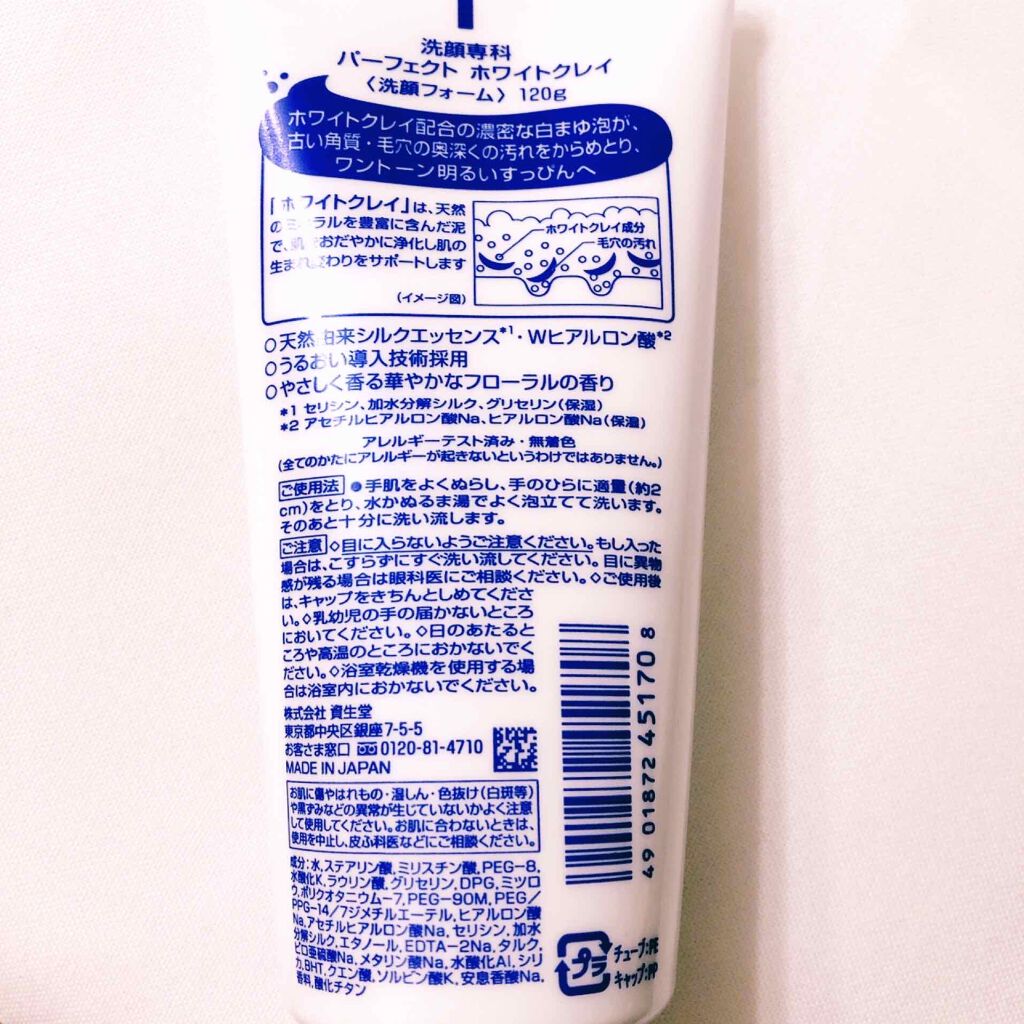 洗顔専科
パーフェクト ホワイトクレイ
〈洗顔フォーム〉 120g
ホワイトクレイ配合の濃密な白まゆ泡が、
古い角質・毛穴の奥深くの汚れをからめとり、
ワントーン明るいすっぴんへ
「ホワイトクレイ」は、天然
のミネラルを豊富に含んだ泥
で、肌をおだやかに浄化し肌の
生まれ変わりをサポートします
ホワイトクレイ成分
毛穴の汚れ
(イメージ図)
○天然由来シルクエッセンス*1・Wヒアルロン酸*2
○うるおい導入技術採用
○やさしく香る華やかなフローラルの香り
*1 セリシン、加水分解シルク、グリセリン(保湿)
*2 アセチルヒアルロン酸Na、ヒアルロン酸Na(保湿)
アレルギーテスト済み・無着色
(全てのかたにアレルギーが起きないというわけではありません。)
ご使用法 ●手肌をよくぬらし、手のひらに適量(約2
cm)をとり、水かぬるま湯でよく泡立てて洗います。
そのあと十分に洗い流します。
ご注意 ◇目に入らないようご注意ください。もし入った
場合は、こすらずにすぐ洗い流してください。目に異物
感が残る場合は眼科医にご相談ください。◇ご使用後
は、キャップをきちんとしめてくださ
い。◇乳幼児の手の届かないところ
においてください。◇日のあたると
ころや高温のところにおかないでく
ださい。◇浴室乾燥機を使用する場
合は浴室内におかないでください。
株式会社 資生堂
東京都中央区銀座7-5-5
お客さま窓口 0120-81-4710
MADE IN JAPAN
お肌に傷やはれもの・湿しん・色抜け(白斑等)
や黒ずみなどの異常が生じていないかよく注意
して使用してください。お肌に合わないときは、
使用を中止し、皮ふ科医などにご相談ください。
成分:水,ステアリン酸,ミリスチン酸,PEG-8,
水酸化K,ラウリン酸,グリセリン,DPG,ミツロ
ウ,ポリクオタニウム-7,PEG-90M,PEG/
PPG-14/7ジメチルエーテル,ヒアルロン酸
Na,アセチルヒアルロン酸Na,セリシン,加水
分解シルク,エタノール,EDTA-2Na,タルク,
ピロ亜硫酸Na,メタリン酸Na,水酸化Al,シリ
カ,BHT,クエン酸,ソルビン酸K,安息香酸Na,
香料,酸化チタン
49 01872 45170 8
プラ
チューブ:PE
キャップ:PP